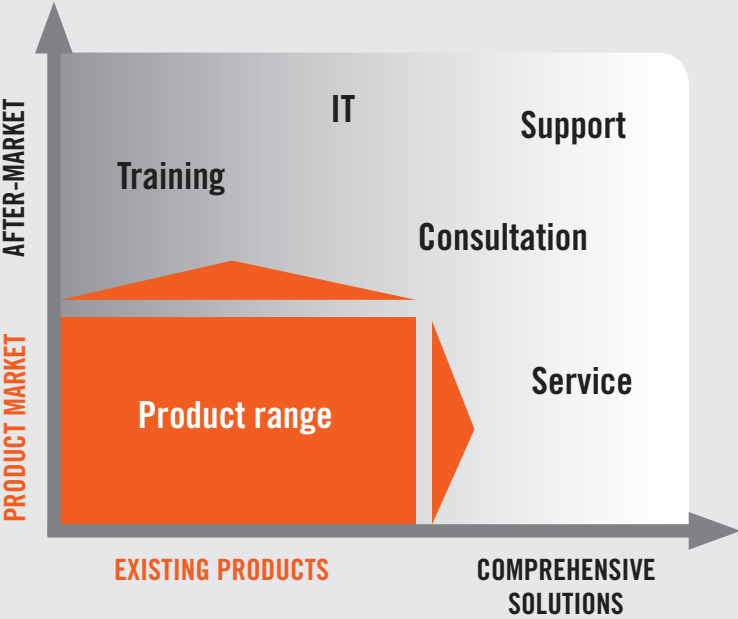 AFTER-MARKET
PRODUCT MARKET
IT
Support
Training
Consultation
Service
Product range
EXISTING PRODUCTS
COMPREHENSIVE
SOLUTIONS